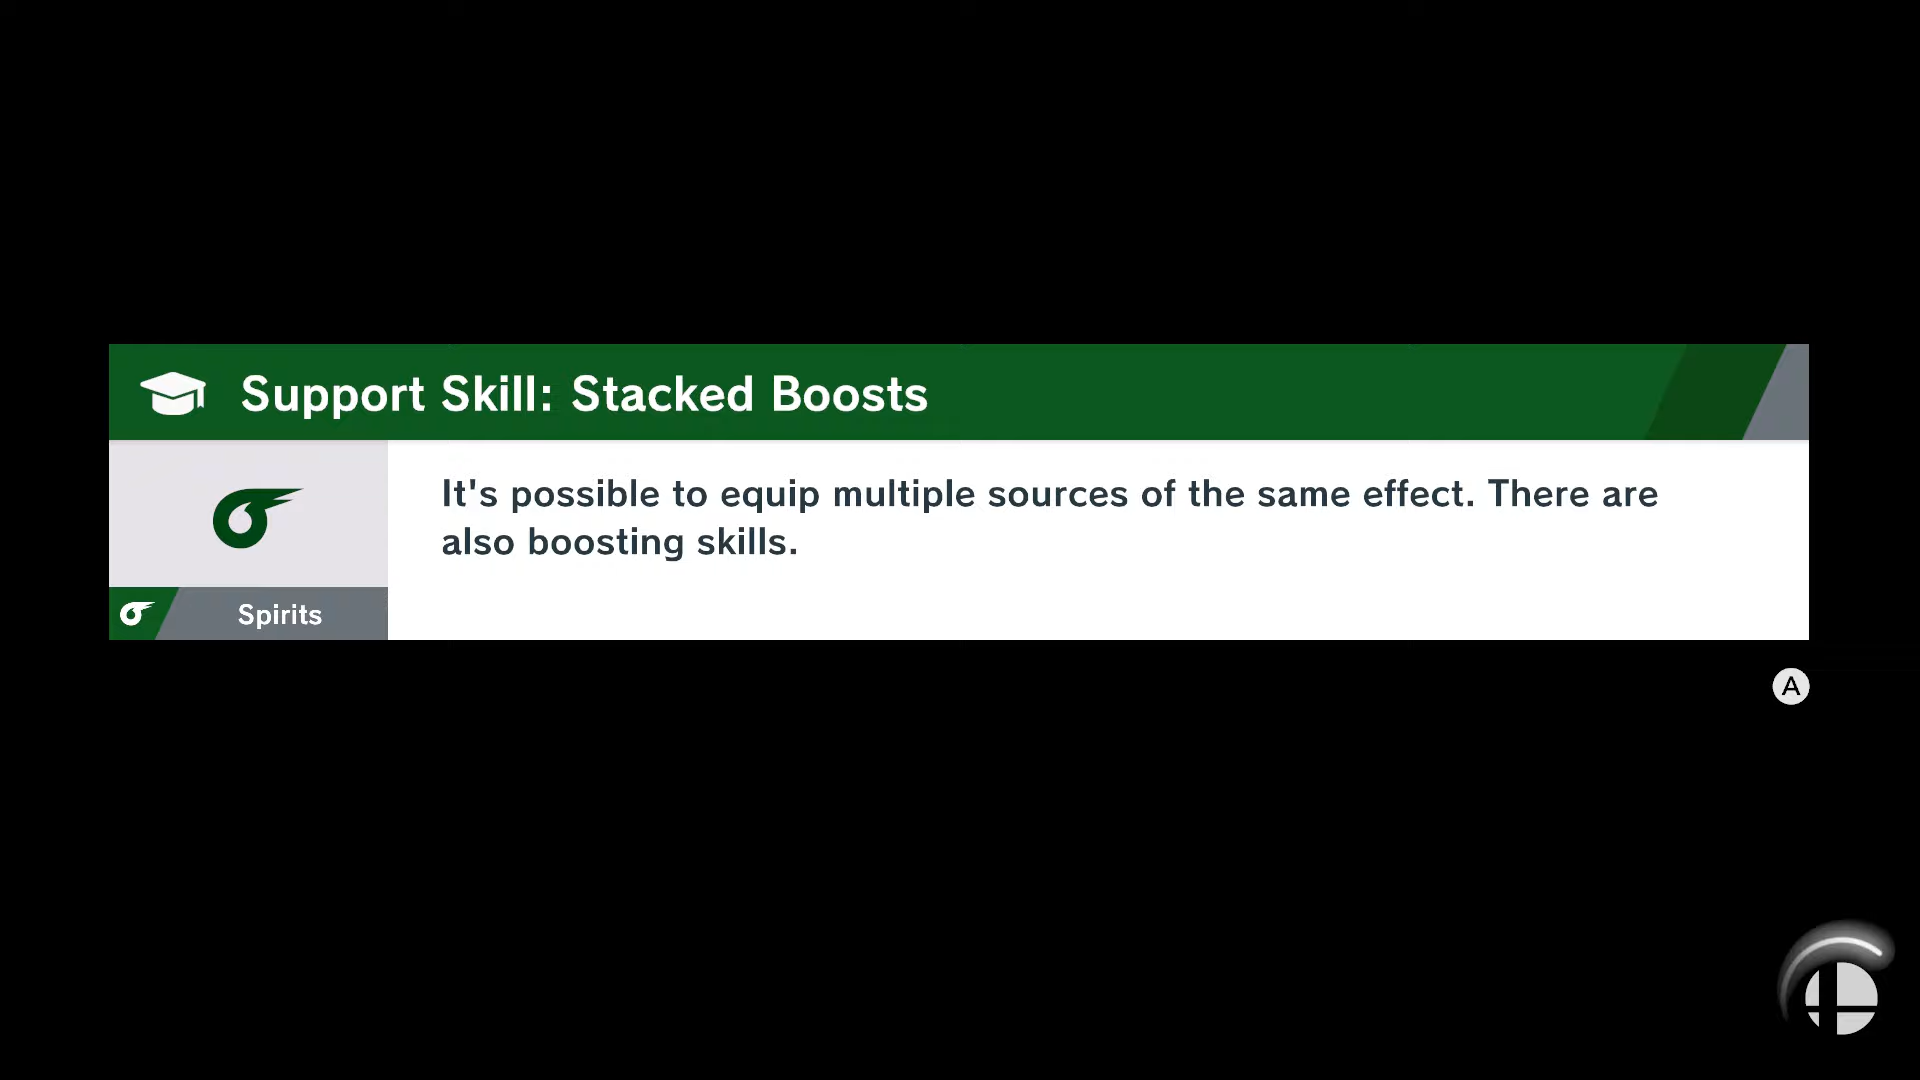 Support Skill: Stacked Boosts
It's possible to equip multiple sources of the same effect. There are
also boosting skills.
Spirits
A